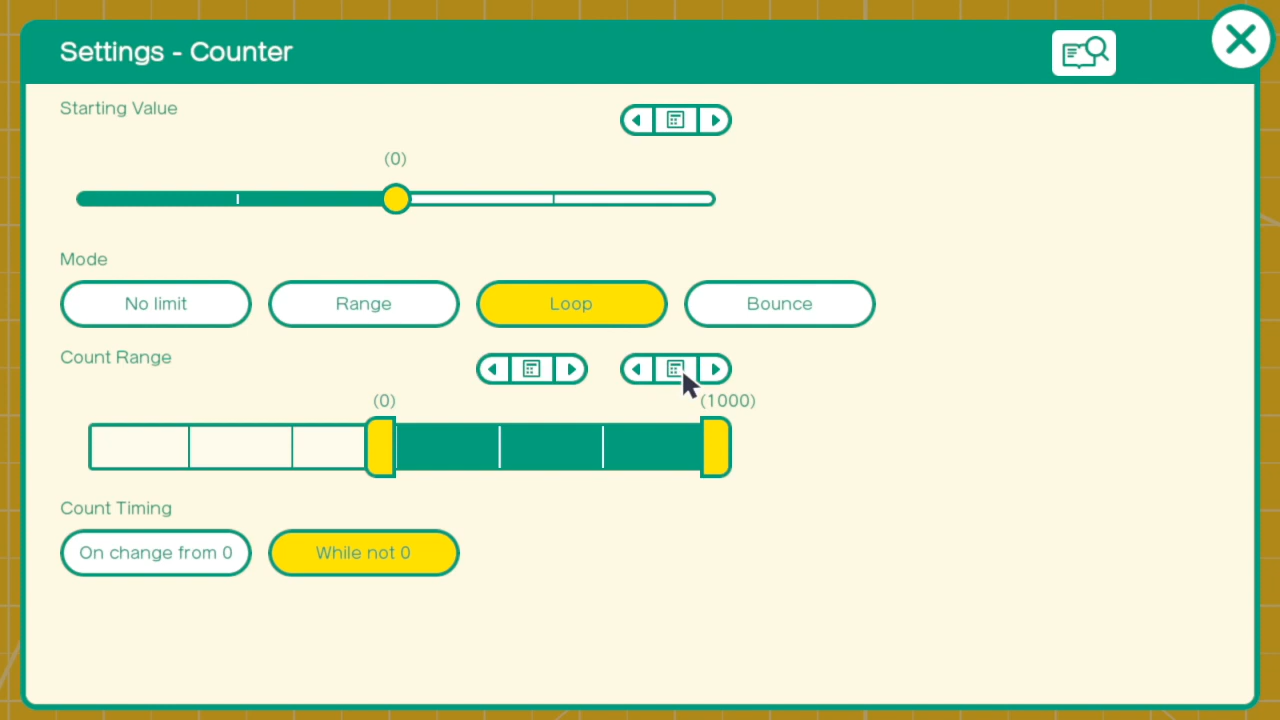 Settings - Counter
Starting Value
(0)
Mode
No limit
Range
Loop
Bounce
Count Range
(0)
(1000)
Count Timing
On change from 0
While not 0